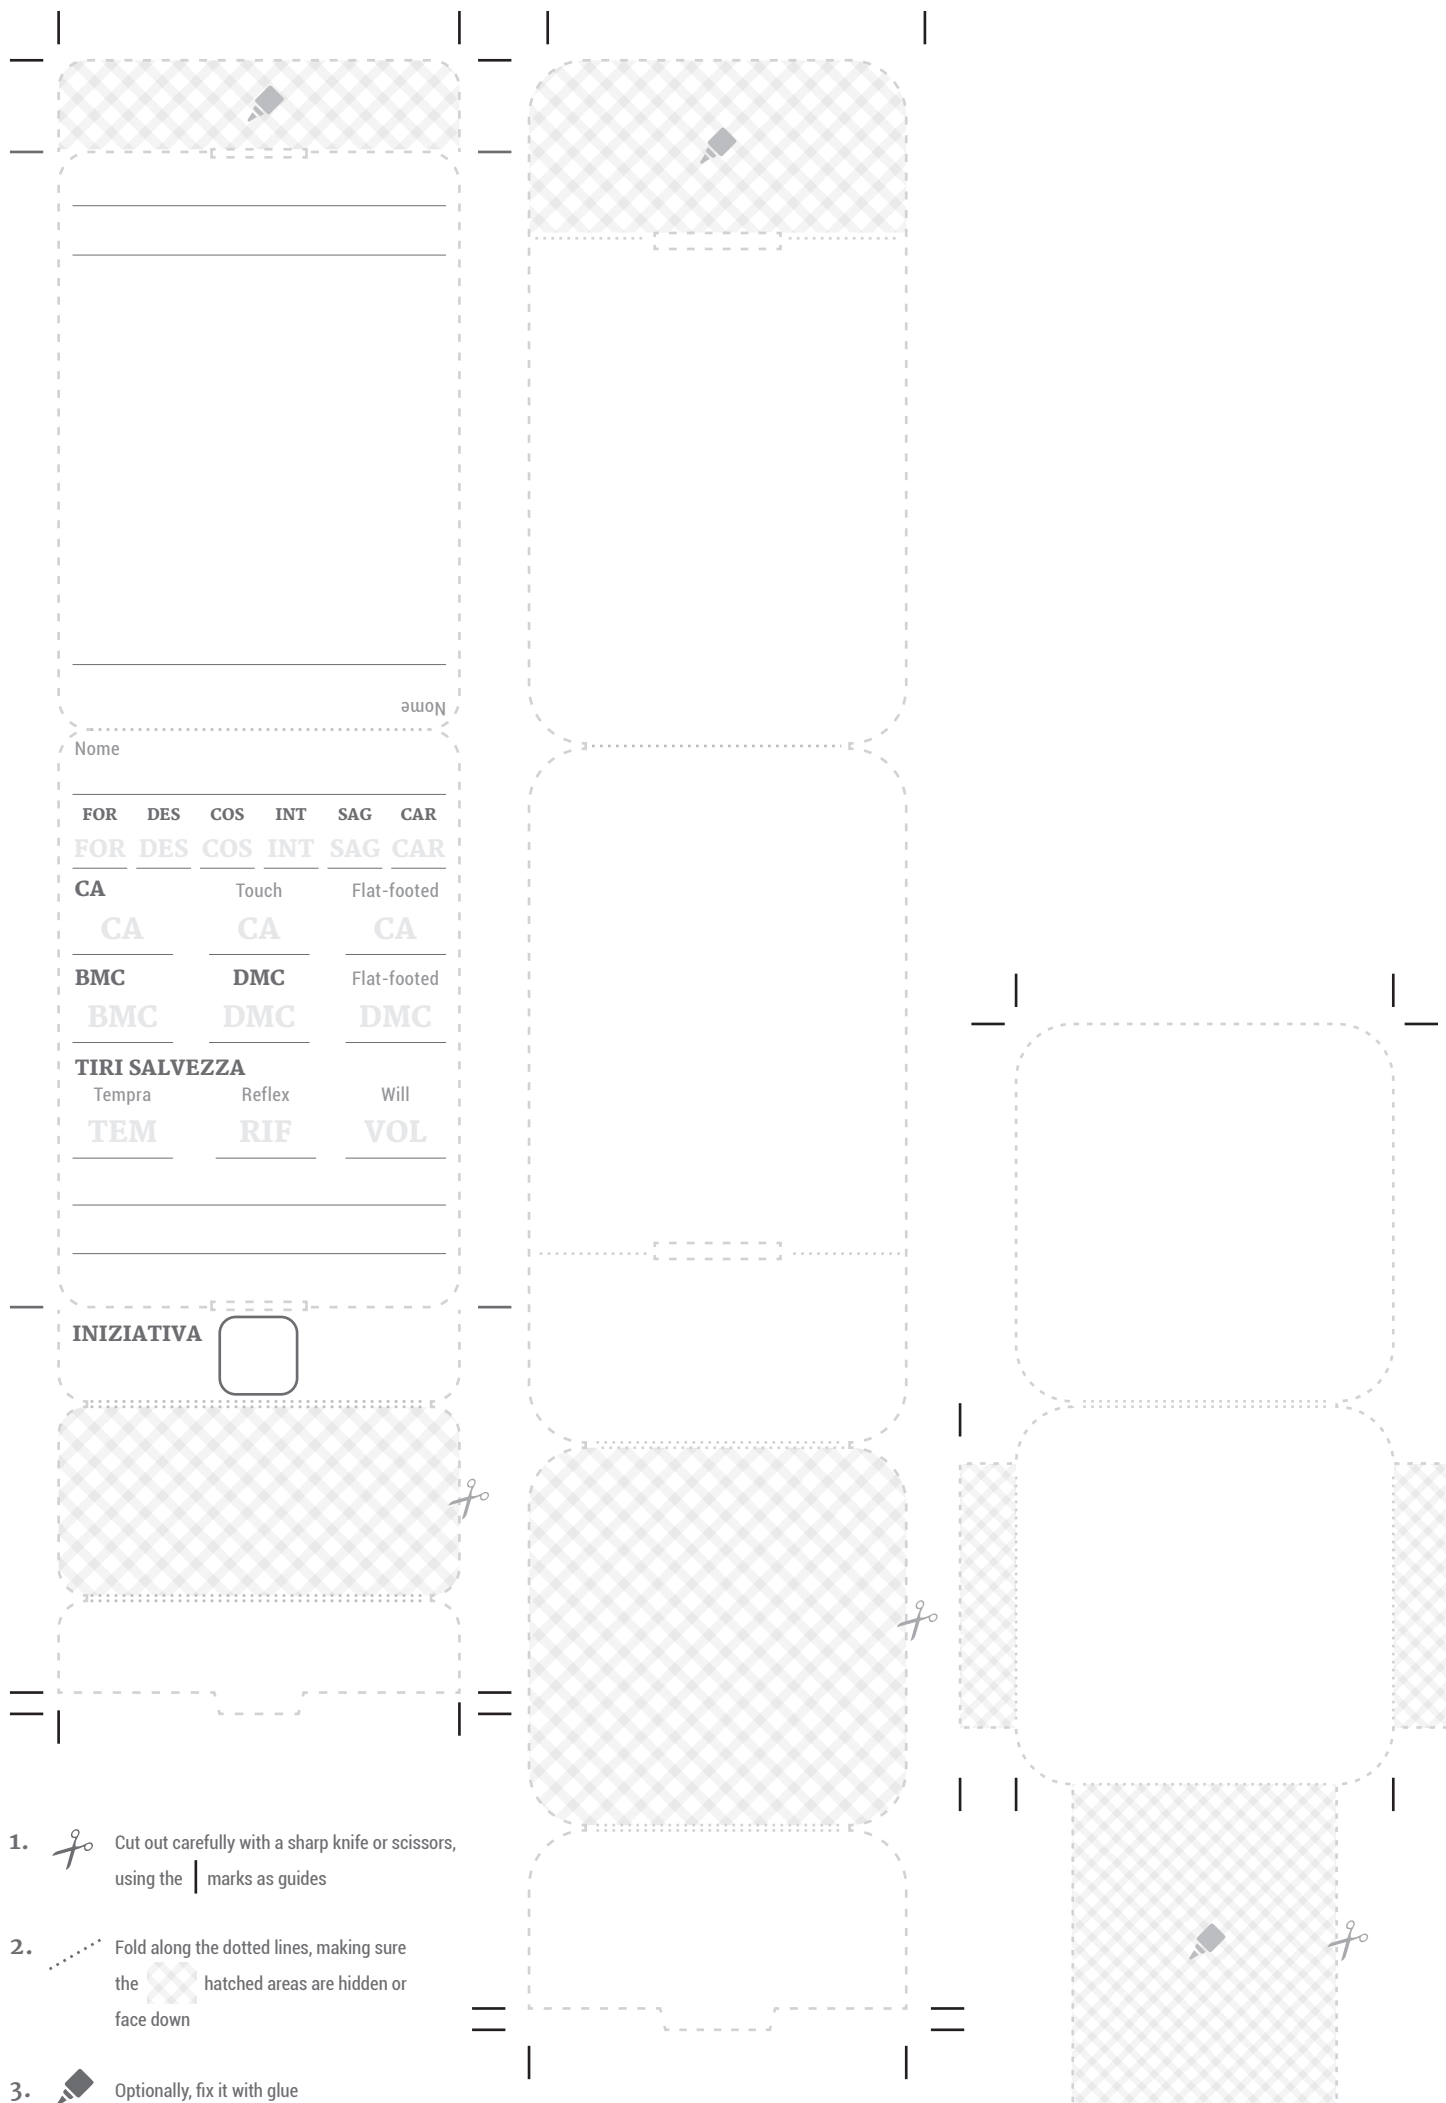 Nome
Nome
FOR DES COS INT SAG CAR
FOR DES COS INT SAG CAR
CA Touch Flat-footed
CA CA CA
BMC DMC Flat-footed
BMC DMC DMC
TIRI SALVEZZA
Tempra Reflex Will
TEM RIF VOL
INIZIATIVA
1. Cut out carefully with a sharp knife or scissors,
using the marks as guides
2. Fold along the dotted lines, making sure
the hatched areas are hidden or
face down
3. Optionally, fix it with glue